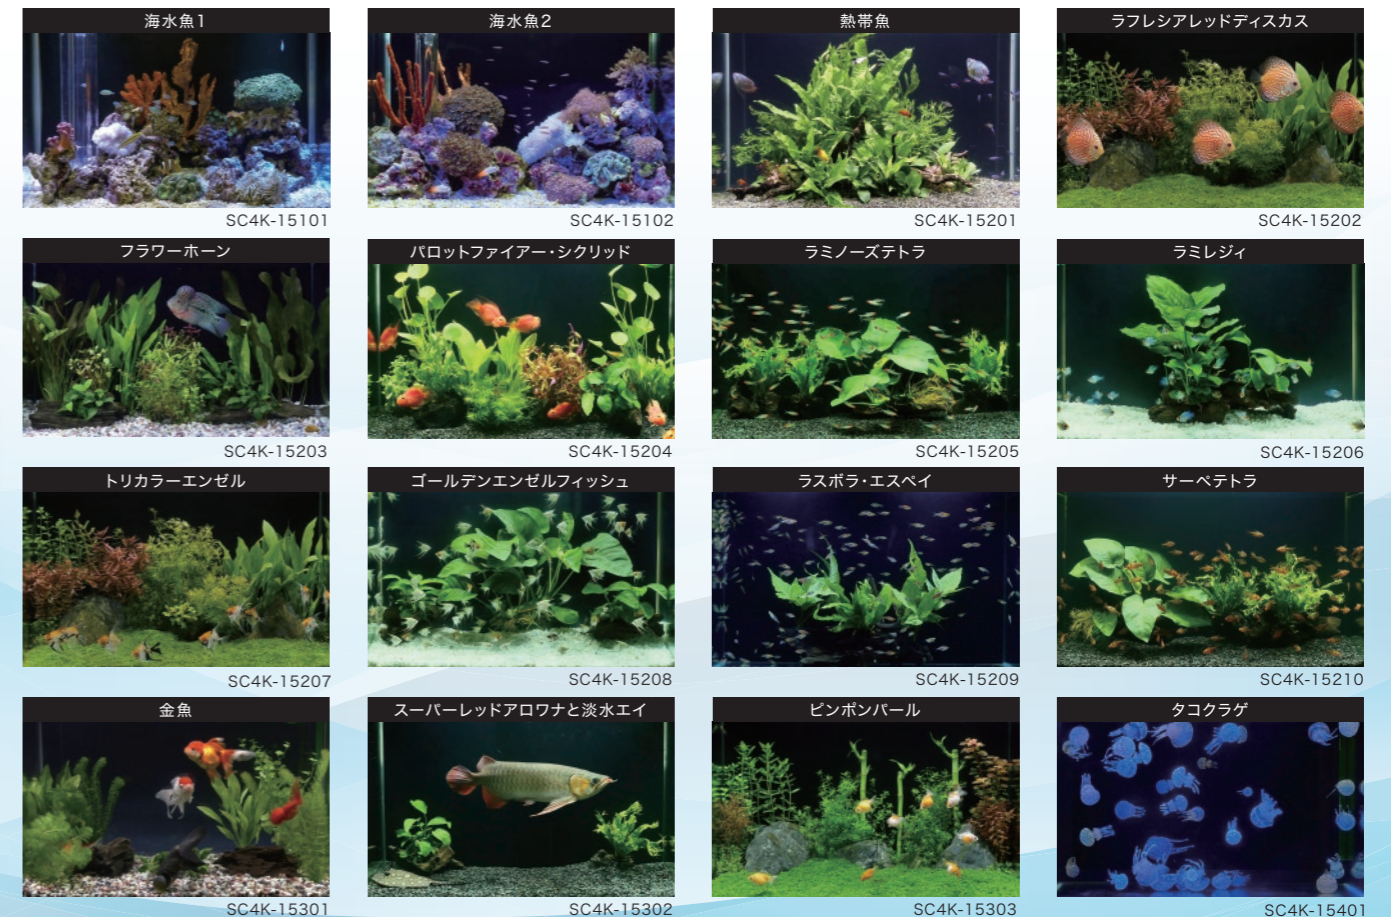 海水魚1
海水魚2
熱帯魚
ラフレシアレッドディスカス
SC4K-15101
SC4K-15102
SC4K-15201
SC4K-15202
フラワーホーン
パロットファイアー・シクリッド
ラミノーズテトラ
ラミレジィ
SC4K-15203
SC4K-15204
SC4K-15205
SC4K-15206
トリカラーエンゼル
ゴールデンエンゼルフィッシュ
ラスボラ・エスペイ
サーペテトラ
SC4K-15207
SC4K-15208
SC4K-15209
SC4K-15210
金魚
スーパーレッドアロワナと淡水エイ
ピンポンパール
タコクラゲ
SC4K-15301
SC4K-15302
SC4K-15303
SC4K-15401